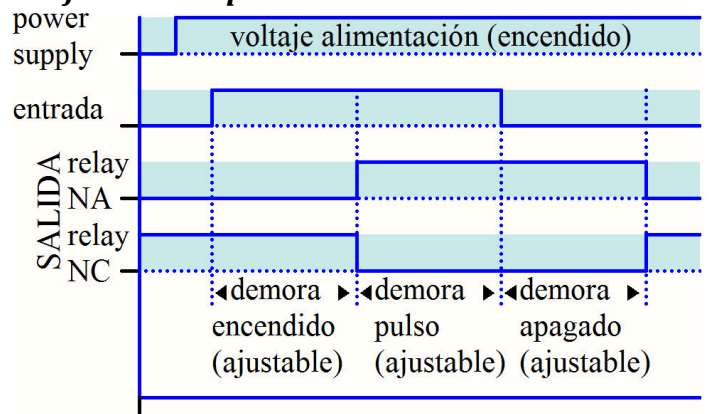 power
supply
voltaje alimentación (encendido)
entrada
SALIDA
relay
NA
relay
NC
demora
encendido
(ajustable)
demora
pulso
(ajustable)
demora
apagado
(ajustable)